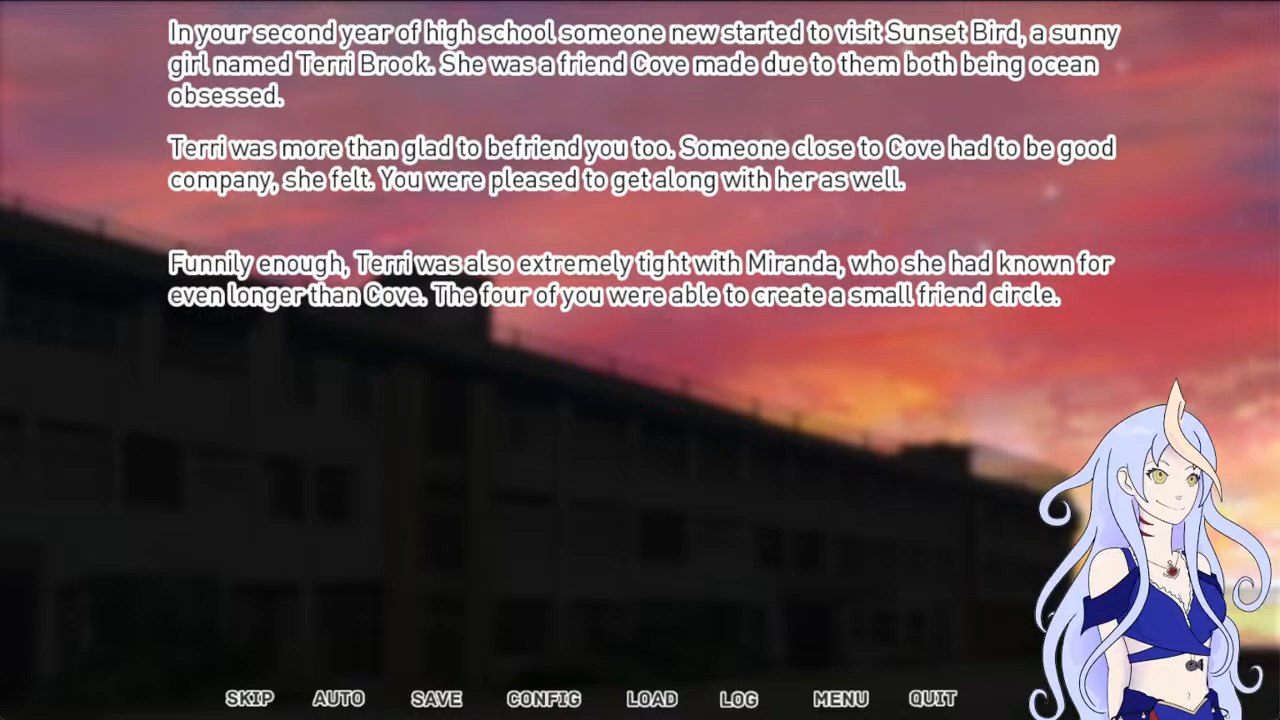 In your second year of high school someone new started to visit Sunset Bird, a sunny
girl named Terri Brook. She was a friend Cove made due to them both being ocean
obsessed.
Terri was more than glad to befriend you too. Someone close to Cove had to be good
company, she felt. You were pleased to get along with her as well.
Funnily enough, Terri was also extremely tight with Miranda, who she had known for
even longer than Cove. The four of you were able to create a small friend circle.
SKIP AUTO SAVE CONFIG LOAD LOG MENU QUIT